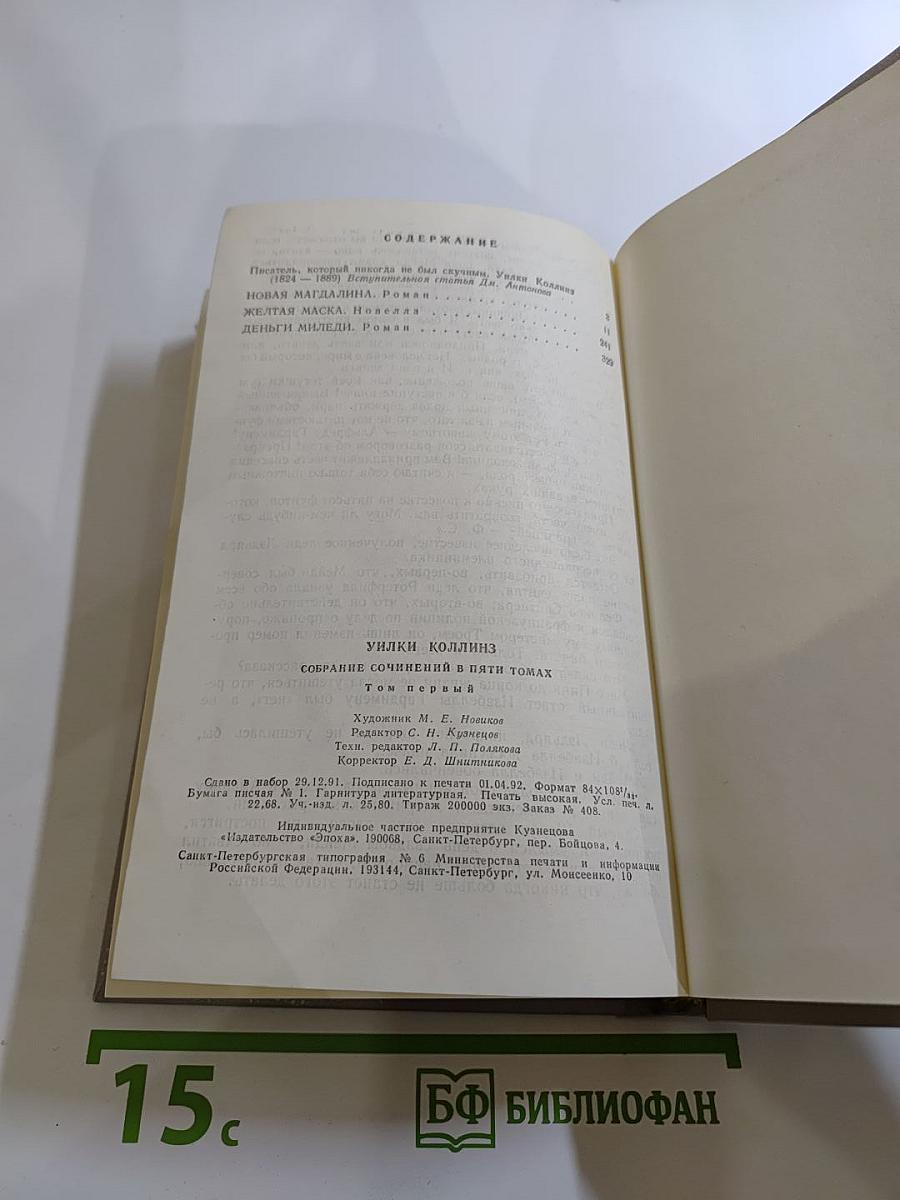 СОДЕРЖАНИЕ
Писатель, который никогда не был скучным. Уилки Коллинз
(1824 — 1889) Вступительная статья Дм. Антонова
НОВАЯ МАГДАЛИНА. Роман . . . . . . . . . . . . 3
ЖЕЛТАЯ МАСКА. Новелла . . . . . . . . . . . . 11
ДЕНЬГИ МИЛЕДИ. Роман . . . . . . . . . . . . 241
329
УИЛКИ КОЛЛИНЗ
СОБРАНИЕ СОЧИНЕНИЙ В ПЯТИ ТОМАХ
Том первый
Художник М. Е. Новиков
Редактор С. Н. Кузнецов
Техн. редактор Л. П. Полякова
Корректор Е. Д. Шнитникова
Сдано в набор 29.12.91. Подписано к печати 01.04.92. Формат 84×108¹/₃₂.
Бумага писчая № 1. Гарнитура литературная. Печать высокая. Усл. печ. л.
22,68. Уч.-изд. л. 25,80. Тираж 200000 экз. Заказ № 408.
Индивидуальное частное предприятие Кузнецова
«Издательство «Эпоха». 190068, Санкт-Петербург, пер. Бойцова, 4.
Санкт-Петербургская типография № 6 Министерства печати и информации
Российской Федерации. 193144, Санкт-Петербург, ул. Моисеенко, 10
15 с
БФ БИБЛИОФАН